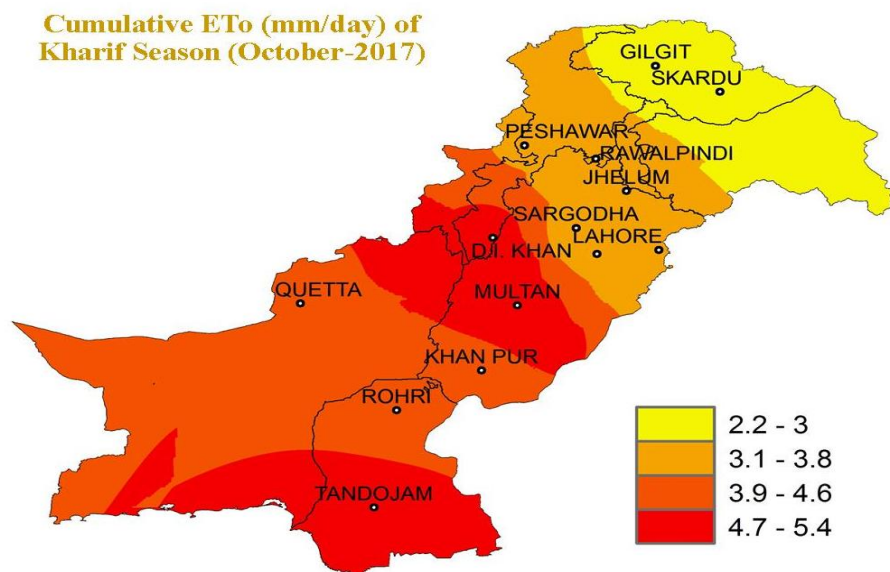 Cumulative ETo (mm/day) of
Kharif Season (October-2017)
GILGIT
SKARDU
PESHAWAR
RAWALPINDI
JHELUM
SARGODHA
LAHORE
D.I. KHAN
QUETTA
MULTAN
KHAN PUR
ROHRI
TANDOJAM
2.2 - 3
3.1 - 3.8
3.9 - 4.6
4.7 - 5.4